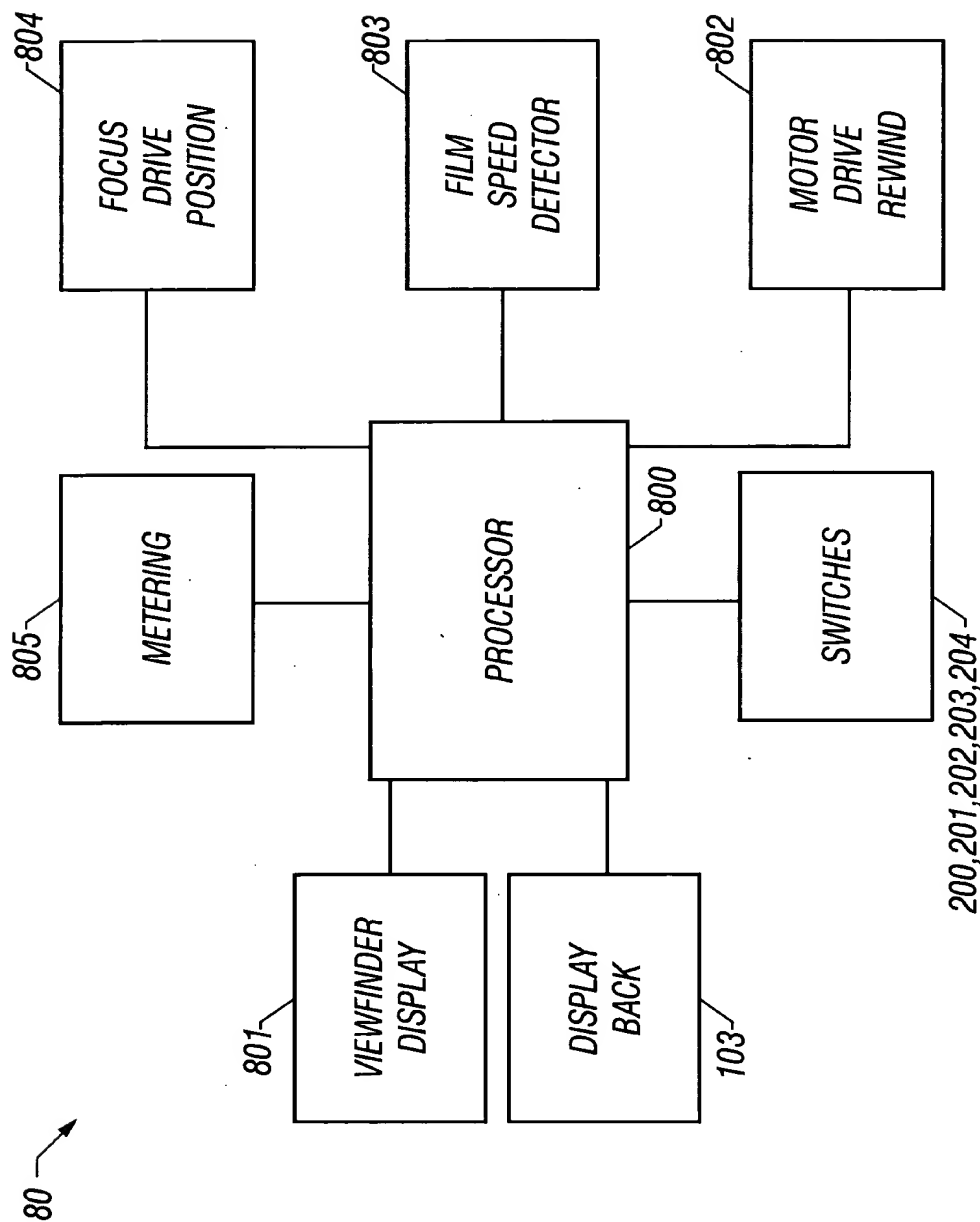 80
801
VIEWFINDER
DISPLAY
103
DISPLAY
BACK
805
METERING
PROCESSOR
800
SWITCHES
200,201,202,203,204
804
FOCUS
DRIVE
POSITION
803
FILM
SPEED
DETECTOR
802
MOTOR
DRIVE
REWIND